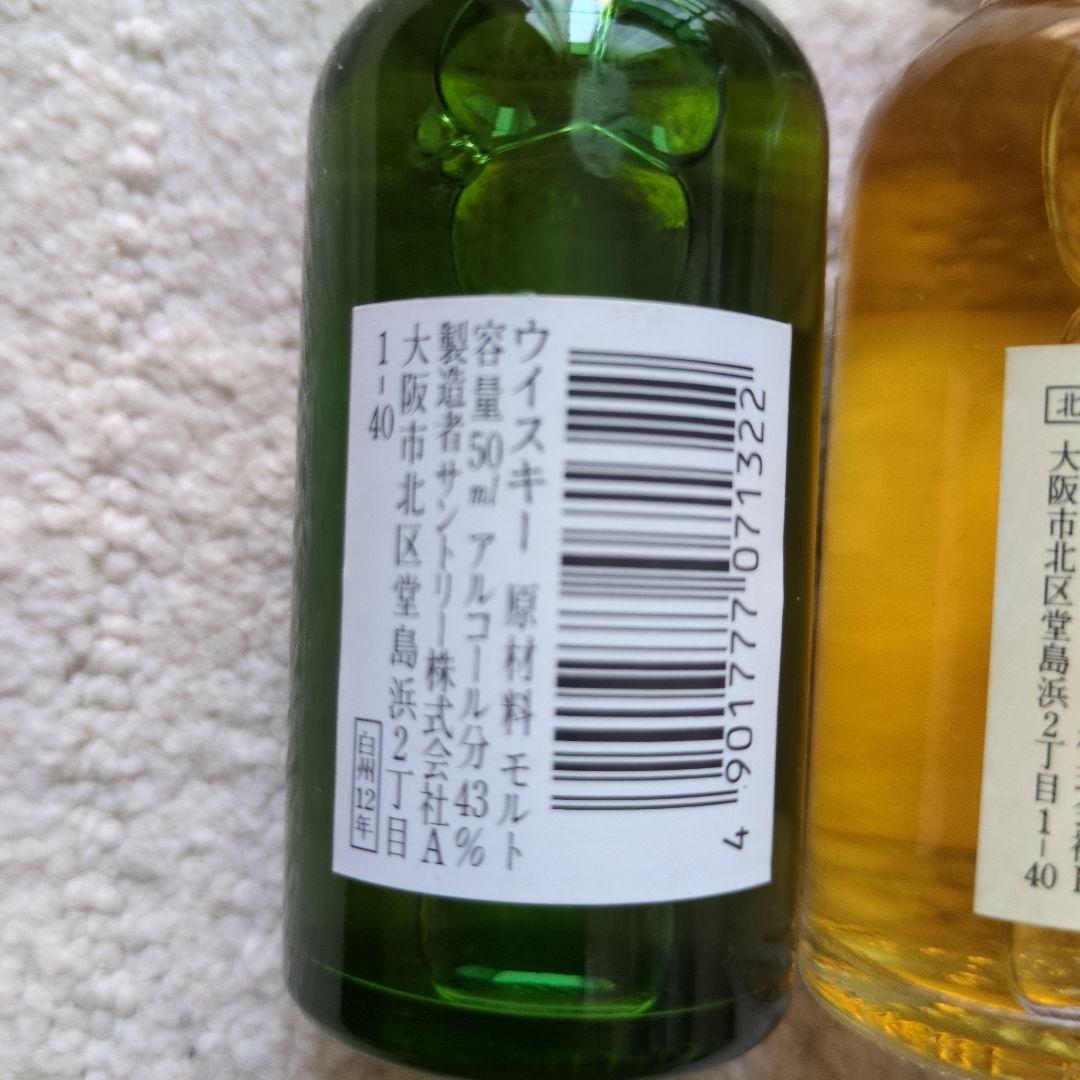 ウイスキー 原材料 モルト
容量50ml アルコール分43%
製造者サントリー株式会社A
大阪市北区堂島浜2丁目
1-40
白州12年
4 901777 071322
大阪市北区堂島浜2丁目1-40
北